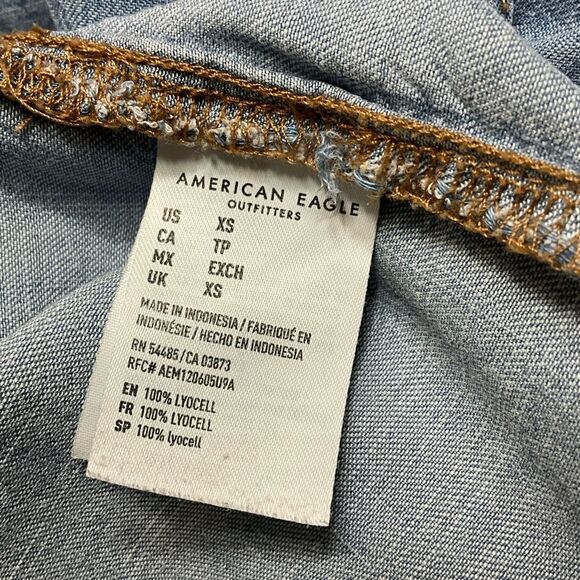 AMERICAN EAGLE
OUTFITTERS
US XS
CA TP
MX EXCH
UK XS
MADE IN INDONESIA / FABRIQUÉ EN
INDONÉSIE / HECHO EN INDONESIA
RN 54485 / CA 03873
RFC# AEM120605U9A
EN 100% LYOCELL
FR 100% LYOCELL
SP 100% lyocell